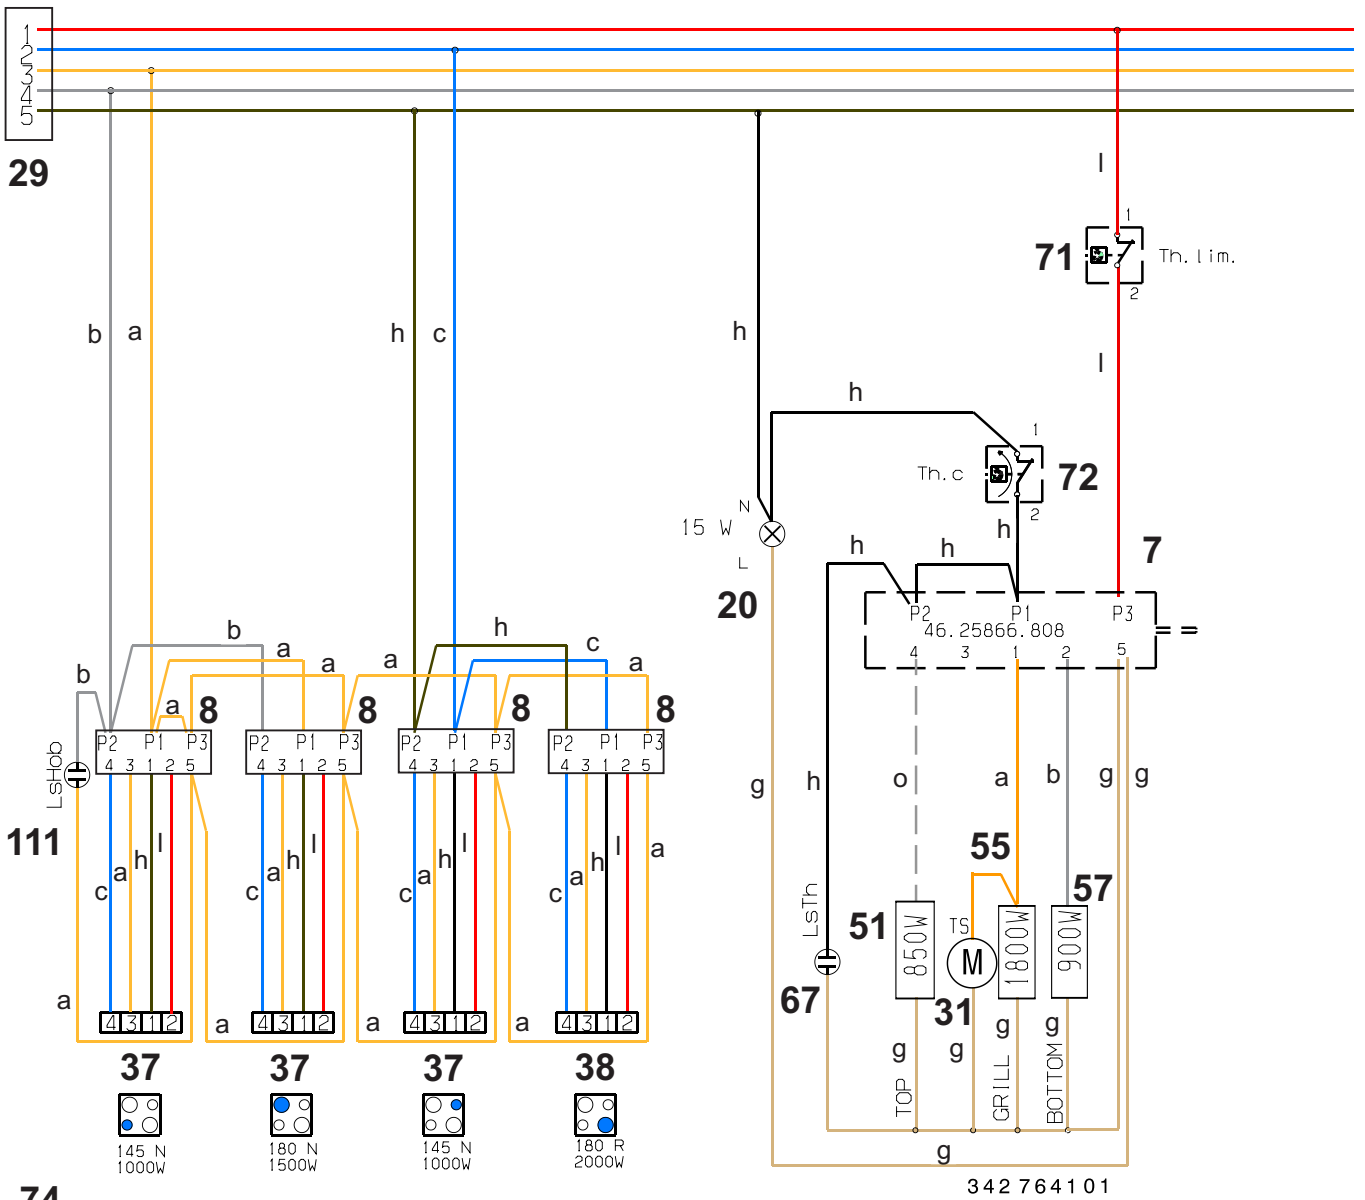 1
2
3
4
5
29
l
1
71
Th.lim.
2
b
a
h
c
h
l
h
1
Th.c
72
N
15 W
2
h
L
h
h
7
20
P2
P1
P3
46.25866.808
4
3
1
2
5
b
h
c
b
a
a
a
a
a
8
8
8
8
P2
P1
P3
P2
P1
P3
P2
P1
P3
P2
P1
P3
4
3
1
2
5
4
3
1
2
5
4
3
1
2
5
4
3
1
2
5
LsHob
111
c
a
h
l
c
a
h
l
c
a
h
l
c
a
h
l
a
g
h
o
a
b
g
g
55
57
LsTh
51
850W
TS
M
1800W
900W
67
31
a
a
a
a
4
3
1
2
4
3
1
2
4
3
1
2
4
3
1
2
37
37
37
38
g
g
g
g
TOP
GRILL
BOTTOM
g
145 N
1000W
180 N
1500W
145 N
1000W
180 R
2000W
342 764101
74